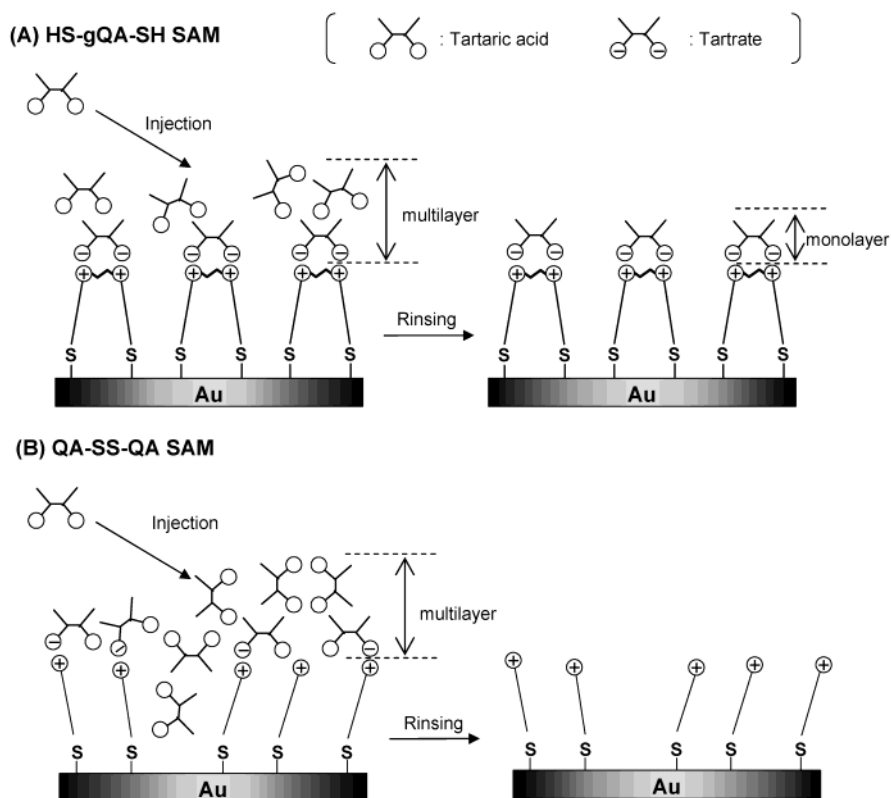 (A) HS-gQA-SH SAM
: Tartaric acid
: Tartrate
Injection
multilayer
monolayer
Rinsing
S S S S S S
S S S S S S
Au
Au
(B) QA-SS-QA SAM
Injection
multilayer
Rinsing
S S S S S
S S S S S
Au
Au